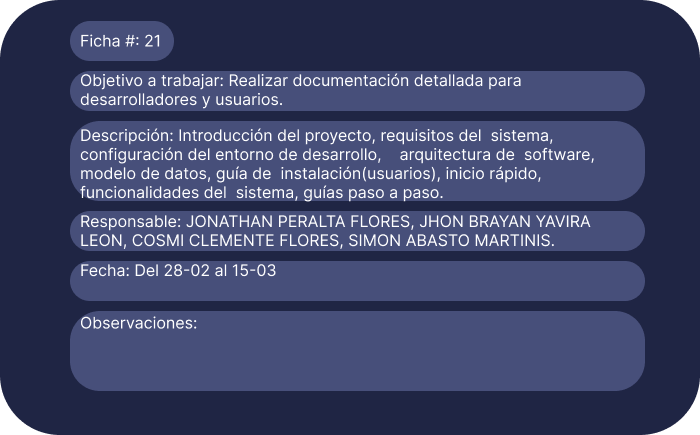 Ficha #: 21
Objetivo a trabajar: Realizar documentación detallada para
desarrolladores y usuarios.
Descripción: Introducción del proyecto, requisitos del  sistema,
configuración del entorno de desarrollo,    arquitectura de  software,
modelo de datos, guía de  instalación(usuarios), inicio rápido,
funcionalidades del  sistema, guías paso a paso.
Responsable: JONATHAN PERALTA FLORES, JHON BRAYAN YAVIRA
LEON, COSMI CLEMENTE FLORES, SIMON ABASTO MARTINIS.
Fecha: Del 28-02 al 15-03
Observaciones: